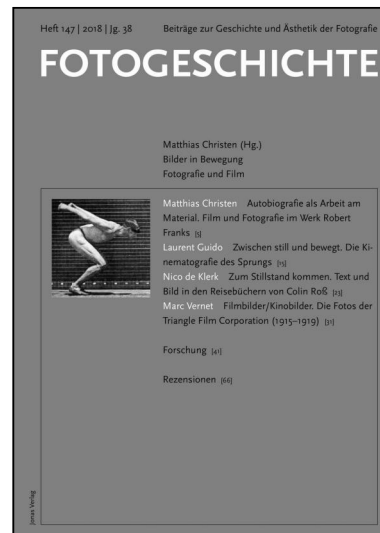 Heft 147 | 2018 | Jg. 38 Beiträge zur Geschichte und Ästhetik der Fotografie
FOTOGESCHICHTE
Matthias Christen (Hg.)
Bilder in Bewegung
Fotografie und Film
Matthias Christen Autobiografie als Arbeit am
Material. Film und Fotografie im Werk Robert
Franks [5]
Laurent Guido Zwischen still und bewegt. Die Ki-
nematografie des Sprungs [15]
Nico de Klerk Zum Stillstand kommen. Text und
Bild in den Reisebüchern von Colin Roß [23]
Marc Vernet Filmbilder/Kinobilder. Die Fotos der
Triangle Film Corporation (1915–1919) [31]
Forschung [41]
Rezensionen [66]
Jonas Verlag